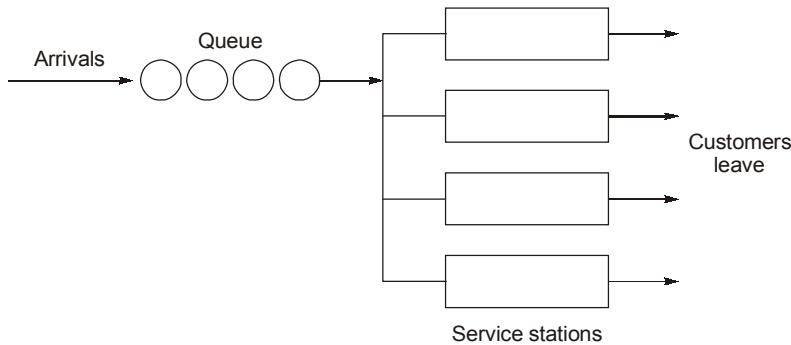 Queue
Arrivals
Customers
leave
Service stations